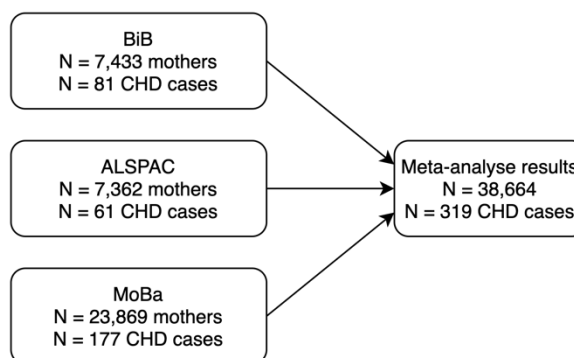 BiB
N = 7,433 mothers
N = 81 CHD cases
ALSPAC
N = 7,362 mothers
N = 61 CHD cases
MoBa
N = 23,869 mothers
N = 177 CHD cases
Meta-analyse results
N = 38,664
N = 319 CHD cases